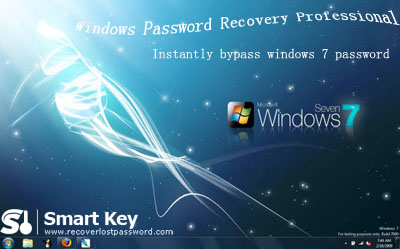 Windows Password Recovery Professional
Instantly bypass windows 7 password
Microsoft
Seven
Windows 7
Smart Key
www.recoverlostpassword.com
Windows 7
For testing purposes only. Build 7000